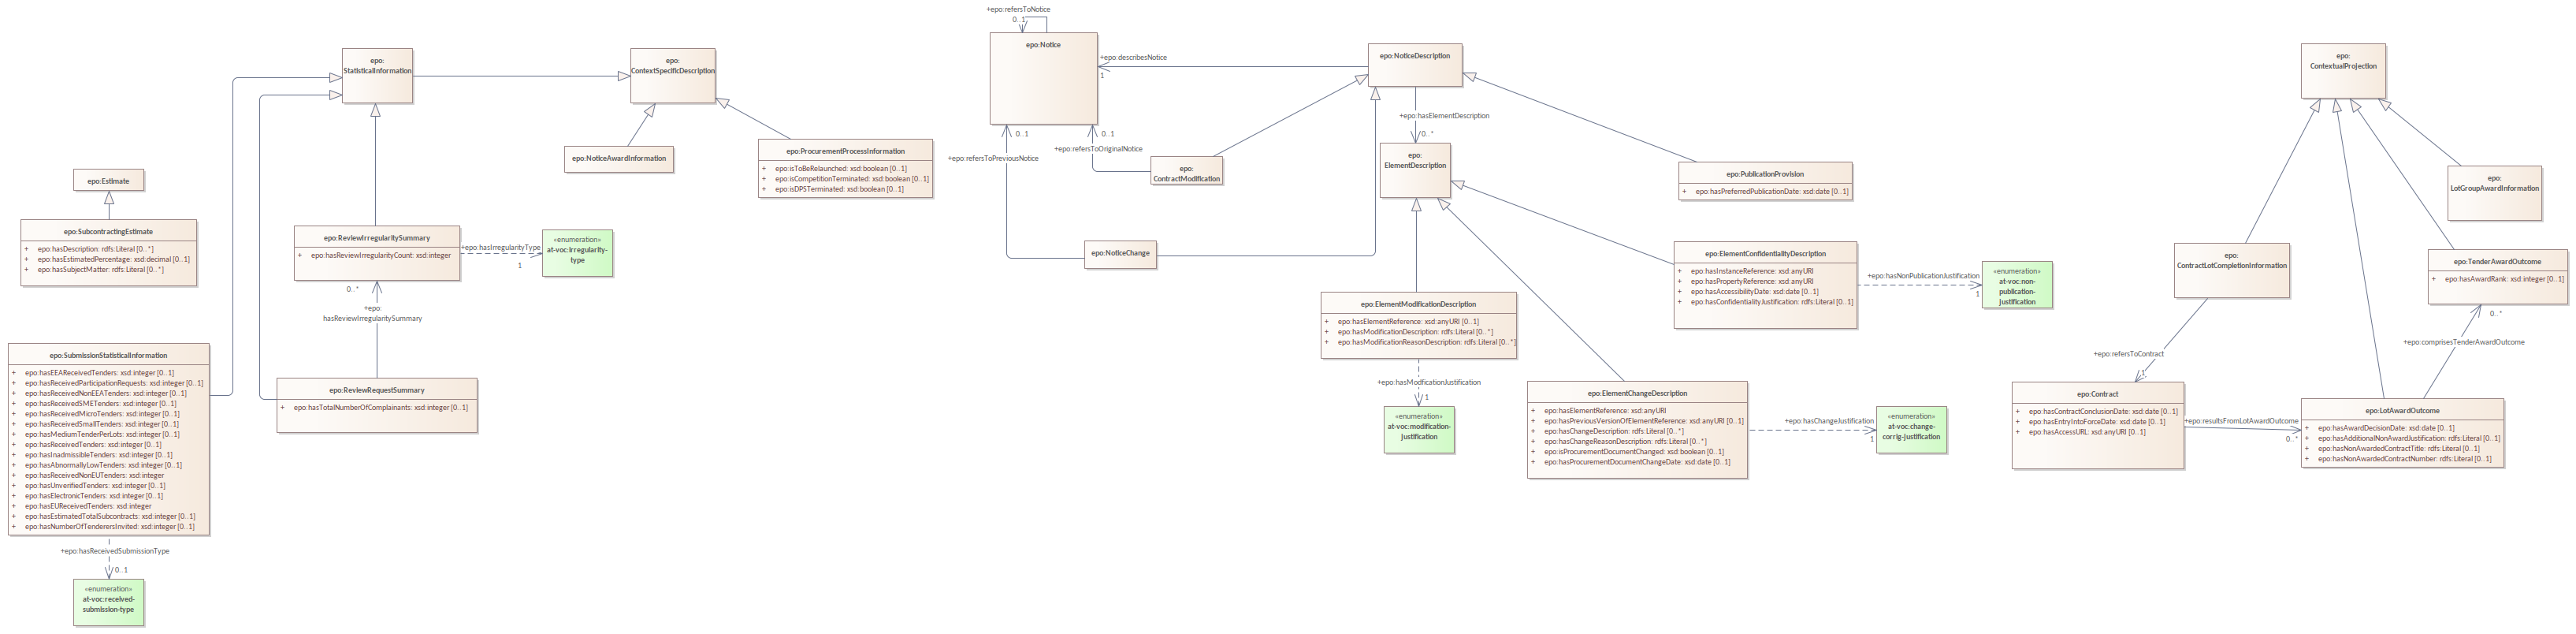 epo:Estimate
epo:SubcontractingEstimate
+ epo:hasDescription: rdfs:Literal [0..*]
+ epo:hasEstimatedPercentage: xsd:decimal [0..1]
+ epo:hasSubjectMatter: rdfs:Literal [0..*]
epo:SubmissionStatisticalInformation
+ epo:hasEEAReceivedTenders: xsd:integer [0..1]
+ epo:hasReceivedParticipationRequests: xsd:integer [0..1]
+ epo:hasReceivedNonEEATenders: xsd:integer [0..1]
+ epo:hasReceivedSMETenders: xsd:integer [0..1]
+ epo:hasReceivedMicroTenders: xsd:integer [0..1]
+ epo:hasReceivedSmallTenders: xsd:integer [0..1]
+ epo:hasMediumTenderPerLots: xsd:integer [0..1]
+ epo:hasReceivedTenders: xsd:integer [0..1]
+ epo:hasInadmissibleTenders: xsd:integer [0..1]
+ epo:hasAbnormallyLowTenders: xsd:integer [0..1]
+ epo:hasReceivedNonEUTenders: xsd:integer
+ epo:hasUnverifiedTenders: xsd:integer [0..1]
+ epo:hasElectronicTenders: xsd:integer [0..1]
+ epo:hasEUReceivedTenders: xsd:integer
+ epo:hasEstimatedTotalSubcontracts: xsd:integer [0..1]
+ epo:hasNumberOfTenderersInvited: xsd:integer [0..1]
+epo:hasReceivedSubmissionType
0..1
«enumeration»
at-voc:received-
submission-type
epo:
StatisticalInformation
epo:
ContextSpecificDescription
epo:NoticeAwardInformation
epo:ProcurementProcessInformation
+ epo:isToBeRelaunched: xsd:boolean [0..1]
+ epo:isCompetitionTerminated: xsd:boolean [0..1]
+ epo:isDPSTerminated: xsd:boolean [0..1]
epo:ReviewIrregularitySummary
+ epo:hasReviewIrregularityCount: xsd:integer
+epo:hasIrregularityType
1
«enumeration»
at-voc:irregularity-
type
0..*
+epo:
hasReviewIrregularitySummary
epo:ReviewRequestSummary
+ epo:hasTotalNumberOfComplainants: xsd:integer [0..1]
+epo:refersToNotice
0..1
epo:Notice
+epo:describesNotice
1
epo:NoticeDescription
0..1
+epo:refersToPreviousNotice
0..1
+epo:refersToOriginalNotice
epo:
ContractModification
epo:NoticeChange
+epo:hasElementDescription
0..*
epo:
ElementDescription
epo:PublicationProvision
+ epo:hasPreferredPublicationDate: xsd:date [0..1]
epo:ElementConfidentialityDescription
+ epo:hasInstanceReference: xsd:anyURI
+ epo:hasPropertyReference: xsd:anyURI
+ epo:hasAccessibilityDate: xsd:date [0..1]
+ epo:hasConfidentialityJustification: rdfs:Literal [0..1]
+epo:hasNonPublicationJustification
1
«enumeration»
at-voc:non-
publication-
justification
epo:ElementModificationDescription
+ epo:hasElementReference: xsd:anyURI [0..1]
+ epo:hasModificationDescription: rdfs:Literal [0..*]
+ epo:hasModificationReasonDescription: rdfs:Literal [0..*]
+epo:hasModficationJustification
1
«enumeration»
at-voc:modification-
justification
epo:ElementChangeDescription
+ epo:hasElementReference: xsd:anyURI
+ epo:hasPreviousVersionOfElementReference: xsd:anyURI [0..1]
+ epo:hasChangeDescription: rdfs:Literal [0..*]
+ epo:hasChangeReasonDescription: rdfs:Literal [0..*]
+ epo:isProcurementDocumentChanged: xsd:boolean [0..1]
+ epo:hasProcurementDocumentChangeDate: xsd:date [0..1]
+epo:hasChangeJustification
1
«enumeration»
at-voc:change-
corrig-justification
epo:
ContextualProjection
epo:
LotGroupAwardInformation
epo:
ContractLotCompletionInformation
epo:TenderAwardOutcome
+ epo:hasAwardRank: xsd:integer [0..1]
0..*
+epo:comprisesTenderAwardOutcome
+epo:refersToContract
1
epo:Contract
+ epo:hasContractConclusionDate: xsd:date [0..1]
+ epo:hasEntryIntoForceDate: xsd:date [0..1]
+ epo:hasAccessURL: xsd:anyURI [0..1]
+epo:resultsFromLotAwardOutcome
0..*
epo:LotAwardOutcome
+ epo:hasAwardDecisionDate: xsd:date [0..1]
+ epo:hasAdditionalNonAwardJustification: rdfs:Literal [0..1]
+ epo:hasNonAwardedContractTitle: rdfs:Literal [0..1]
+ epo:hasNonAwardedContractNumber: rdfs:Literal [0..1]